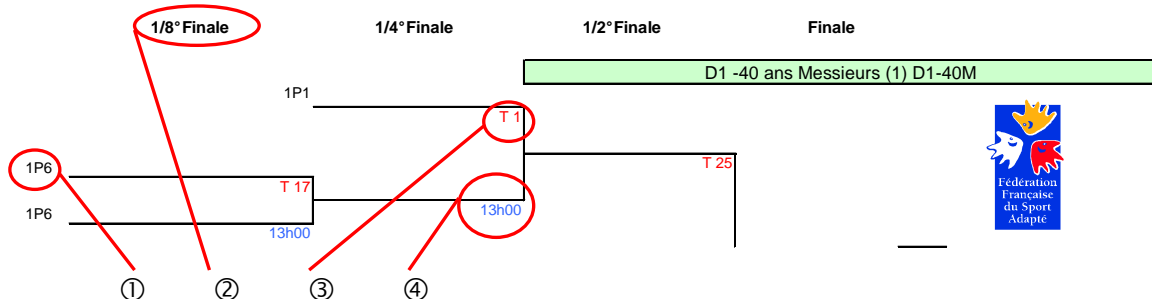 1/8°Finale 1/4°Finale 1/2°Finale Finale
D1 -40 ans Messieurs (1) D1-40M
1P1
T 1
1P6
T 25
T 17
1P6
13h00
13h00
Fédération
Française
du Sport
Adapté
① ② ③ ④